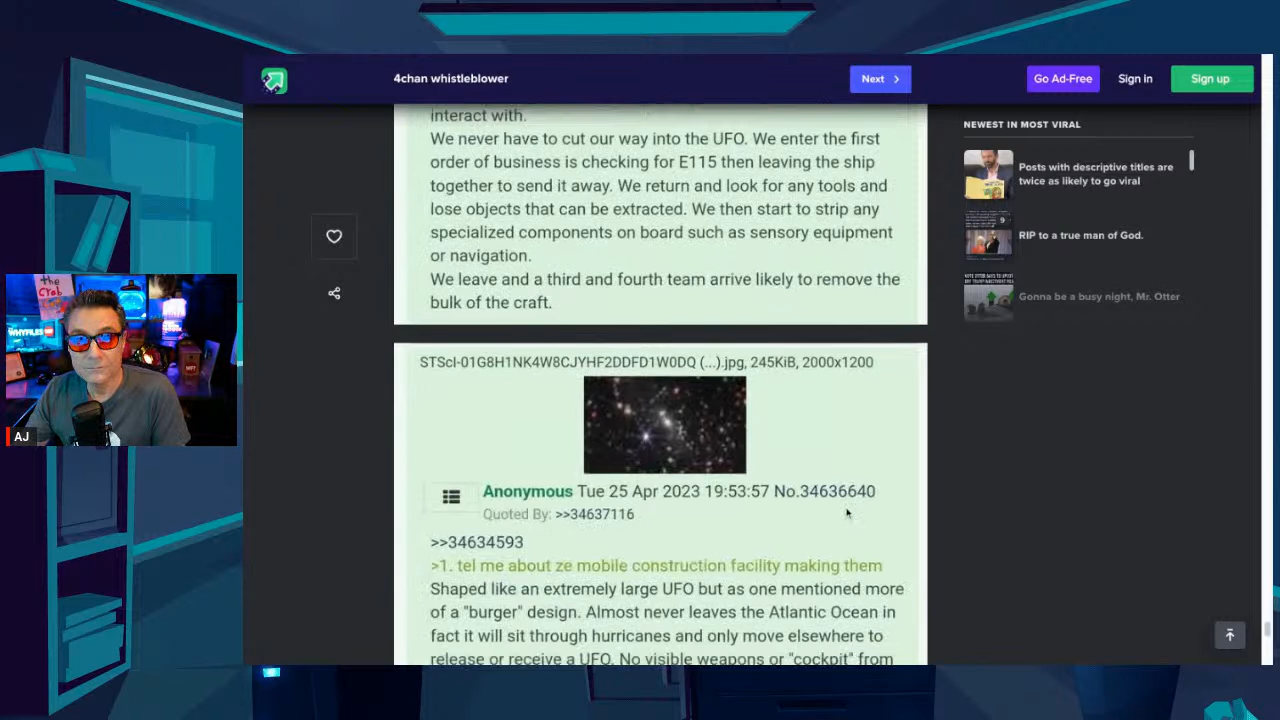 4chan whistleblower
Next
Go Ad-Free
Sign in
Sign up
interact with.
We never have to cut our way into the UFO. We enter the first
order of business is checking for E115 then leaving the ship
together to send it away. We return and look for any tools and
lose objects that can be extracted. We then start to strip any
specialized components on board such as sensory equipment
or navigation.
We leave and a third and fourth team arrive likely to remove the
bulk of the craft.
NEWEST IN MOST VIRAL
Posts with descriptive titles are
twice as likely to go viral
RIP to a true man of God.
Gonna be a busy night, Mr. Otter
the
Crab
WHYFILES
AJ
STScI-01G8H1NK4W8CJYHF2DDFD1W0DQ (...).jpg, 245KiB, 2000x1200
Anonymous Tue 25 Apr 2023 19:53:57 No.34636640
Quoted By: >>34637116
>>34634593
>1. tell me about ze mobile construction facility making them
Shaped like an extremely large UFO but as one mentioned more
of a "burger" design. Almost never leaves the Atlantic Ocean in
fact it will sit through hurricanes and only move elsewhere to
release or receive a UFO. No visible weapons or "cockpit" from